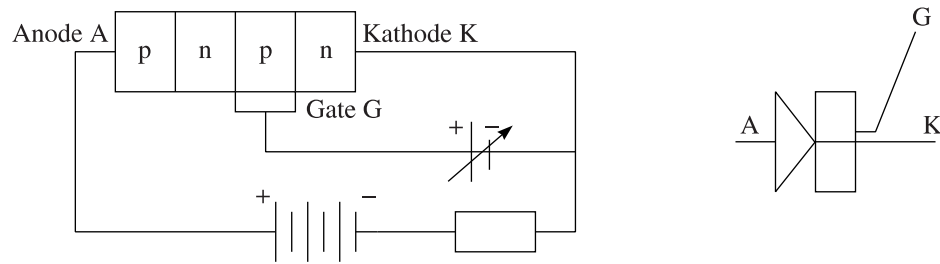 Anode A
p n p n
Kathode K
Gate G
+ –
+ –
G
A K